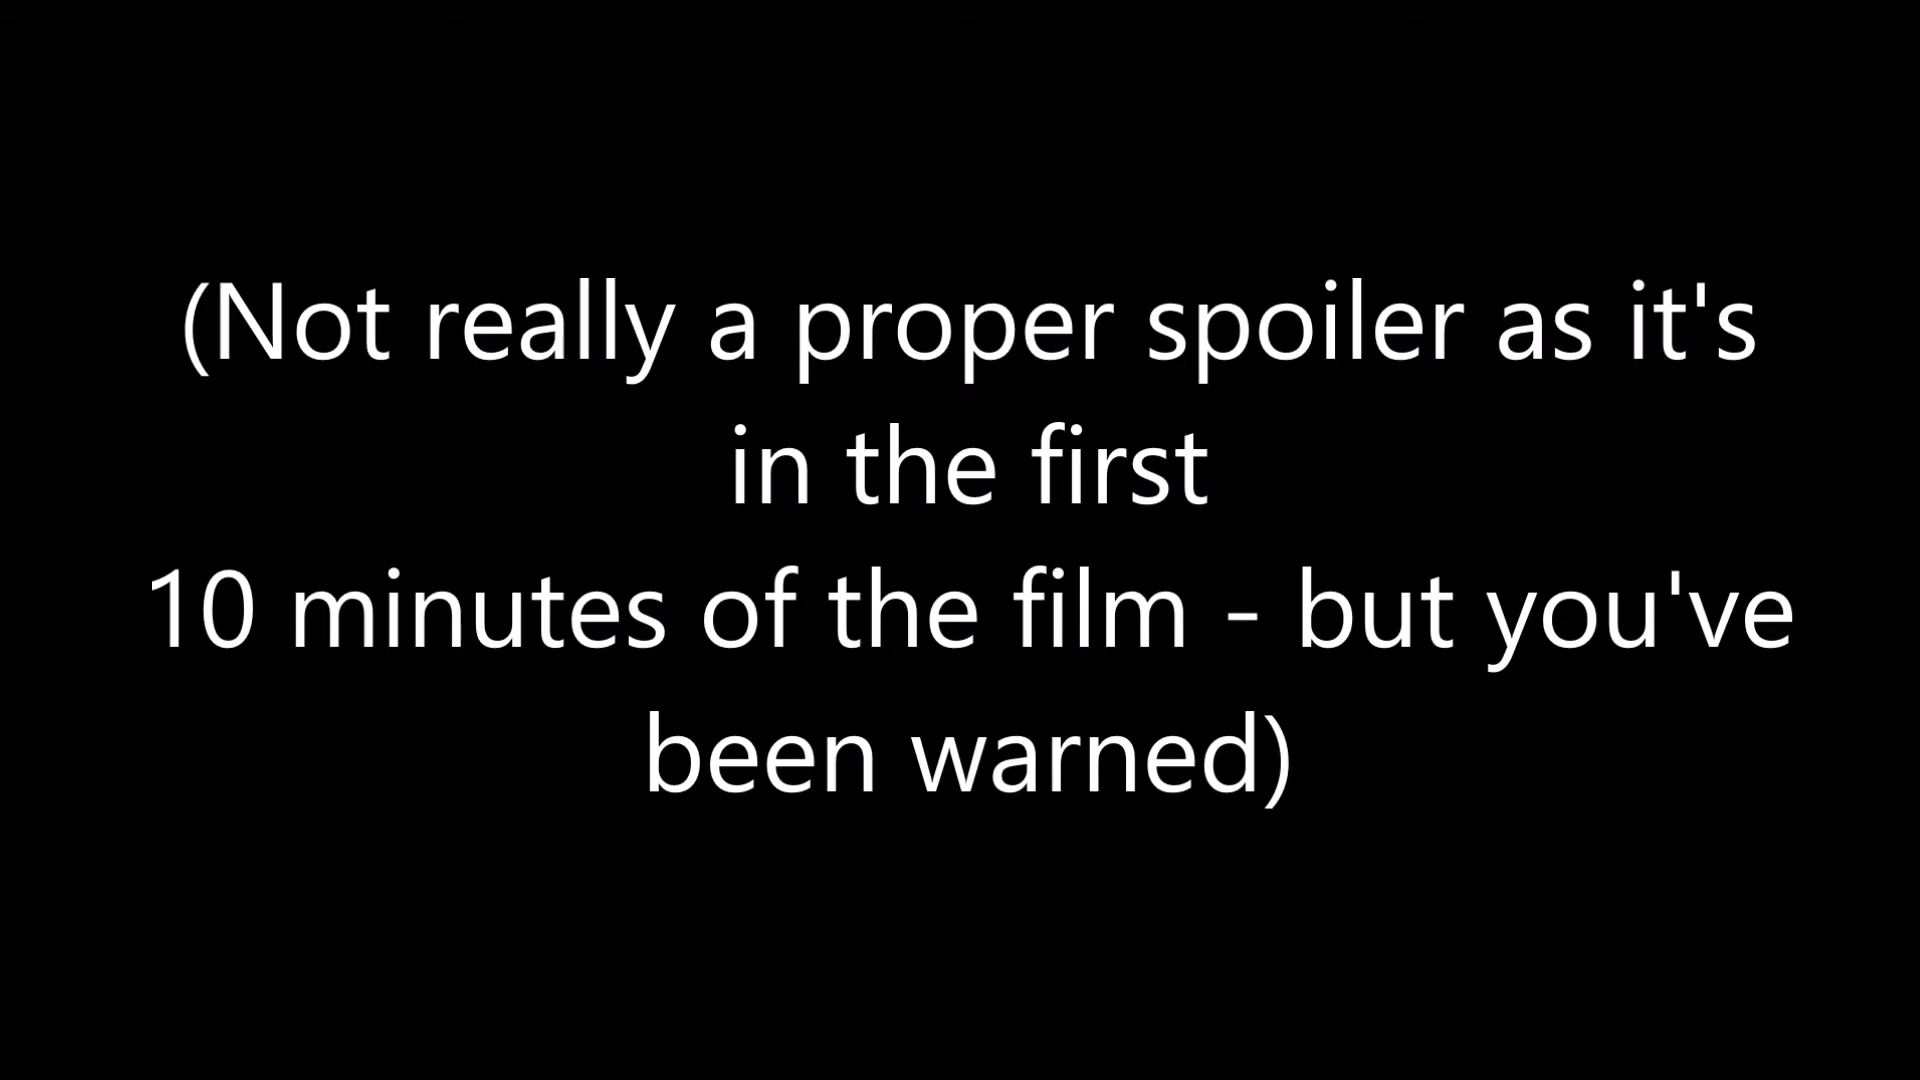 (Not really a proper spoiler as it's
in the first
10 minutes of the film - but you've
been warned)